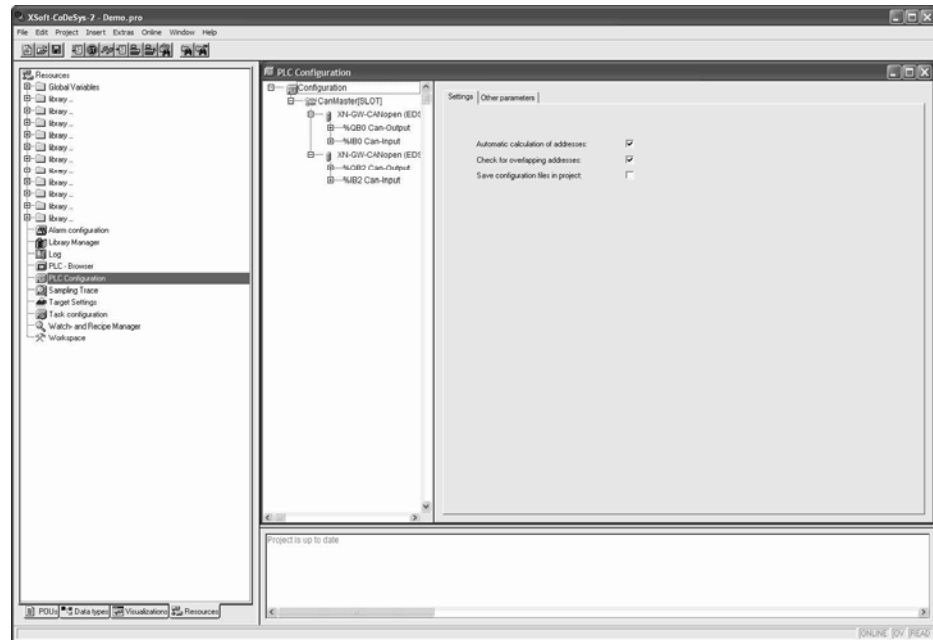 XSoft-CoDeSys-2 - Demo.pro
File Edit Project Insert Extras Online Window Help
Resources
Global Variables
library ..
library ..
library ..
library ..
library ..
library ..
library ..
library ..
library ..
library ..
library ..
Alarm configuration
Library Manager
Log
PLC - Browser
PLC Configuration
Sampling Trace
Target Settings
Task configuration
Watch- and Recipe Manager
Workspace
POUs Data types Visualizations Resources
PLC Configuration
Configuration
CanMaster[SLOT]
XN-GW-CANopen (EDS
%QB0 Can-Output
%IB0 Can-Input
XN-GW-CANopen (EDS
%QB2 Can-Output
%IB2 Can-Input
Settings Other parameters
Automatic calculation of addresses:
Check for overlapping addresses:
Save configuration files in project:
Project is up to date
ONLINE OV READ